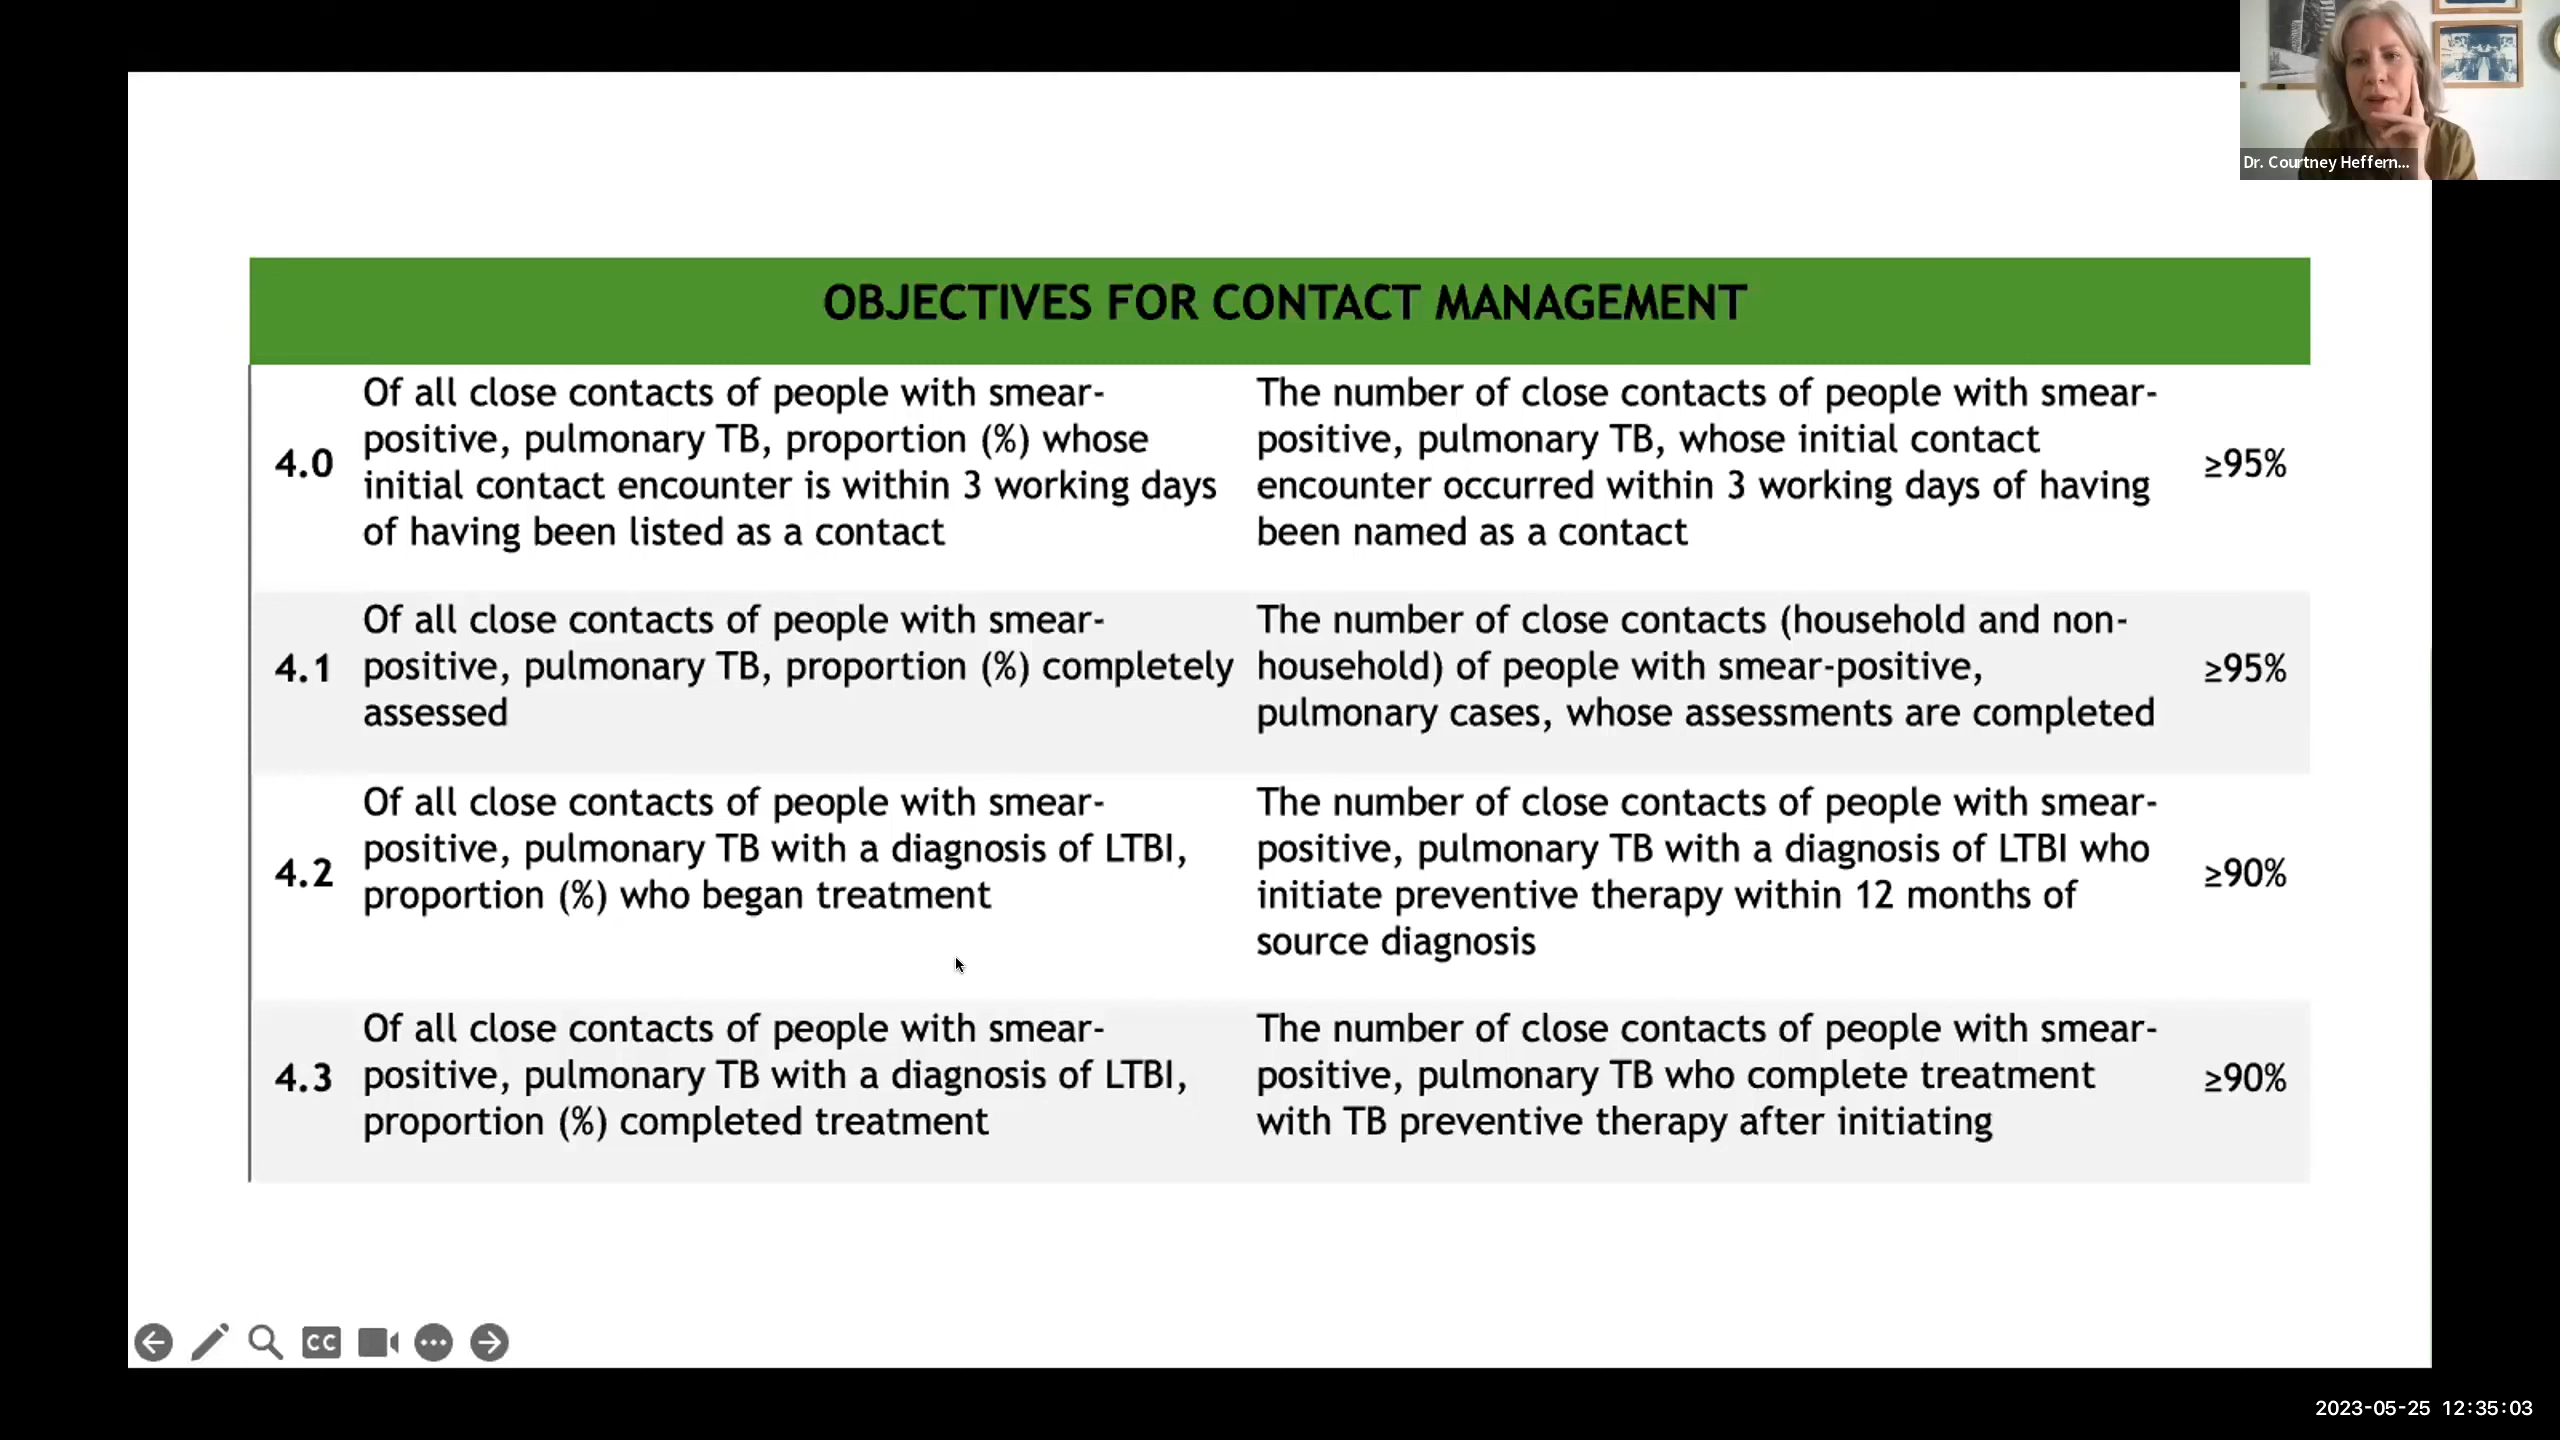 Dr. Courtney Heffern...
OBJECTIVES FOR CONTACT MANAGEMENT
4.0
Of all close contacts of people with smear-
positive, pulmonary TB, proportion (%) whose
initial contact encounter is within 3 working days
of having been listed as a contact
The number of close contacts of people with smear-
positive, pulmonary TB, whose initial contact
encounter occurred within 3 working days of having
been named as a contact
≥95%
4.1
Of all close contacts of people with smear-
positive, pulmonary TB, proportion (%) completely
assessed
The number of close contacts (household and non-
household) of people with smear-positive,
pulmonary cases, whose assessments are completed
≥95%
4.2
Of all close contacts of people with smear-
positive, pulmonary TB with a diagnosis of LTBI,
proportion (%) who began treatment
The number of close contacts of people with smear-
positive, pulmonary TB with a diagnosis of LTBI who
initiate preventive therapy within 12 months of
source diagnosis
≥90%
4.3
Of all close contacts of people with smear-
positive, pulmonary TB with a diagnosis of LTBI,
proportion (%) completed treatment
The number of close contacts of people with smear-
positive, pulmonary TB who complete treatment
with TB preventive therapy after initiating
≥90%
CC
2023-05-25 12:35:03